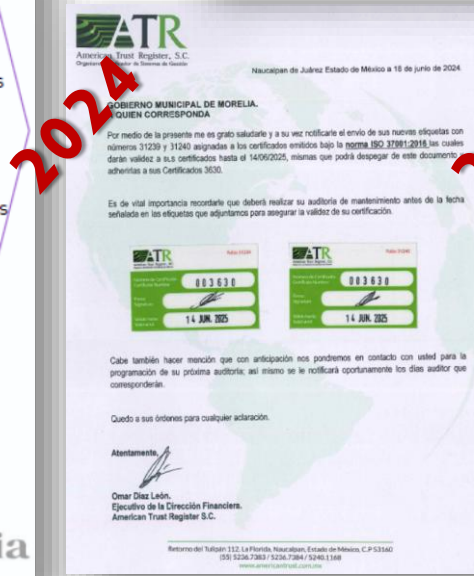 2024
ATR
American Trust Register, S.C.
Naucalpan de Juárez Estado de México a 18 de junio de 2024
GOBIERNO MUNICIPAL DE MORELIA.
A QUIEN CORRESPONDA
Por medio de la presente me es grato saludarle y a su vez notificarle el envío de sus nuevas etiquetas con
números 31239 y 31240 asignadas a los certificados emitidos bajo la norma ISO 37001:2016 las cuales
darán validez a sus certificados hasta el 14/06/2025, mismas que podrá despegar de este documento y
adherirlas a sus Certificados 3630.
Es de vital importancia recordarle que deberá realizar su auditoria de mantenimiento antes de la fecha
señalada en las etiquetas que adjuntamos para asegurar la validez de su certificación.
ATR
003630
14 JUN. 2025
ATR
003630
14 JUN. 2025
Cabe también hacer mención que con anticipación nos pondremos en contacto con usted para la
programación de su próxima auditoria; así mismo se le notificará oportunamente los días auditor que
corresponderán.
Quedo a sus órdenes para cualquier aclaración.
Atentamente,
Omar Díaz León.
Ejecutivo de la Dirección Financiera.
American Trust Register S.C.
Retorno del Tulipán 112, La Florida, Naucalpan, Estado de México, C.P 53160
(55) 5236.7383 / 5236.7384 / 5240.1168
www.americantrust.com.mx
ia